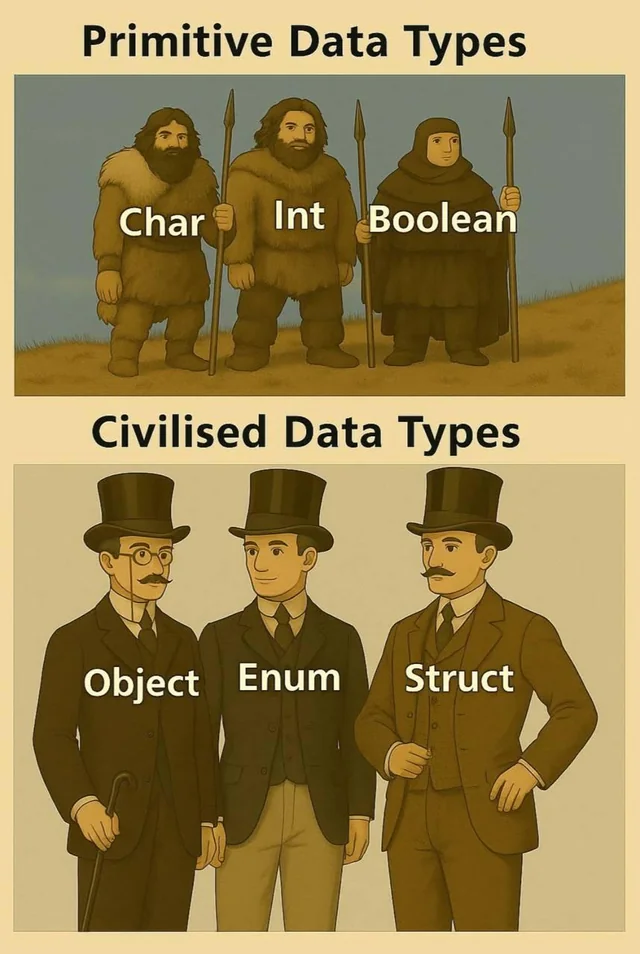 Primitive Data Types
Char Int Boolean
Civilised Data Types
Object Enum Struct